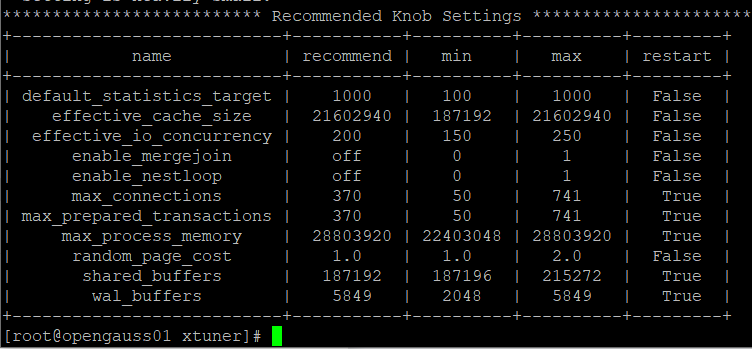 ************************** Recommended Knob Settings **********************
+---------------------------+-----------+----------+----------+---------+
| name | recommend | min | max | restart |
+---------------------------+-----------+----------+----------+---------+
| default_statistics_target | 1000 | 100 | 1000 | False |
| effective_cache_size | 21602940 | 187192 | 21602940 | False |
| effective_io_concurrency | 200 | 150 | 250 | False |
| enable_mergejoin | off | 0 | 1 | False |
| enable_nestloop | off | 0 | 1 | False |
| max_connections | 370 | 50 | 741 | True |
| max_prepared_transactions | 370 | 50 | 741 | True |
| max_process_memory | 28803920 | 22403048 | 28803920 | True |
| random_page_cost | 1.0 | 1.0 | 2.0 | False |
| shared_buffers | 187192 | 187196 | 215272 | True |
| wal_buffers | 5849 | 2048 | 5849 | True |
+---------------------------+-----------+----------+----------+---------+
[root@opengauss01 xtuner]#